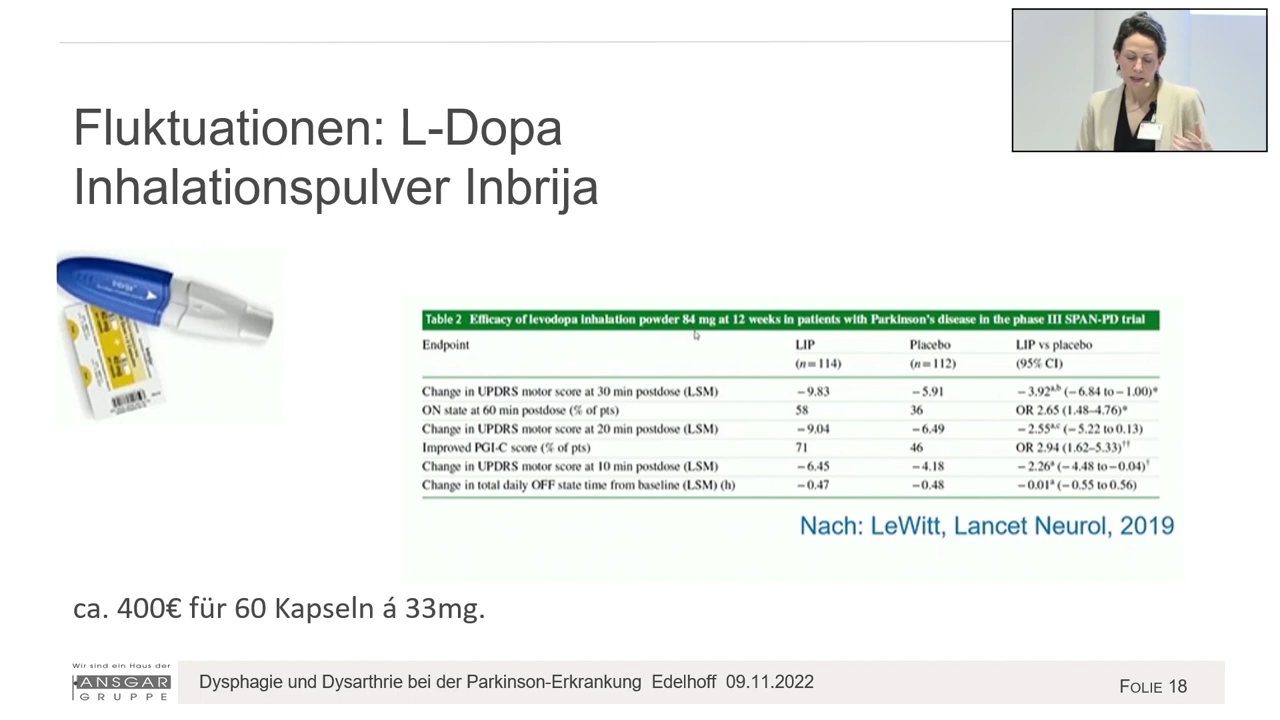 Fluktuationen: L-Dopa
Inhalationspulver Inbrija
Table 2 Efficacy of levodopa inhalation powder 84 mg at 12 weeks in patients with Parkinson's disease in the phase III SPAN-PD trial
Endpoint LIP Placebo LIP vs placebo
(n=114) (n=112) (95% CI)
Change in UPDRS motor score at 30 min postdose (LSM) −9.83 −5.91 −3.92a,b (−6.84 to −1.00)*
ON state at 60 min postdose (% of pts) 58 36 OR 2.65 (1.48–4.76)*
Change in UPDRS motor score at 20 min postdose (LSM) −9.04 −6.49 −2.55a,c (−5.22 to 0.13)
Improved PGI-C score (% of pts) 71 46 OR 2.94 (1.62–5.33)††
Change in UPDRS motor score at 10 min postdose (LSM) −6.45 −4.18 −2.26a (−4.48 to −0.04)†
Change in total daily OFF state time from baseline (LSM) (h) −0.47 −0.48 −0.01a (−0.55 to 0.56)
Nach: LeWitt, Lancet Neurol, 2019
ca. 400€ für 60 Kapseln á 33mg.
Wir sind ein Haus der
ANSGAR
GRUPPE
Dysphagie und Dysarthrie bei der Parkinson-Erkrankung Edelhoff 09.11.2022
FOLIE 18